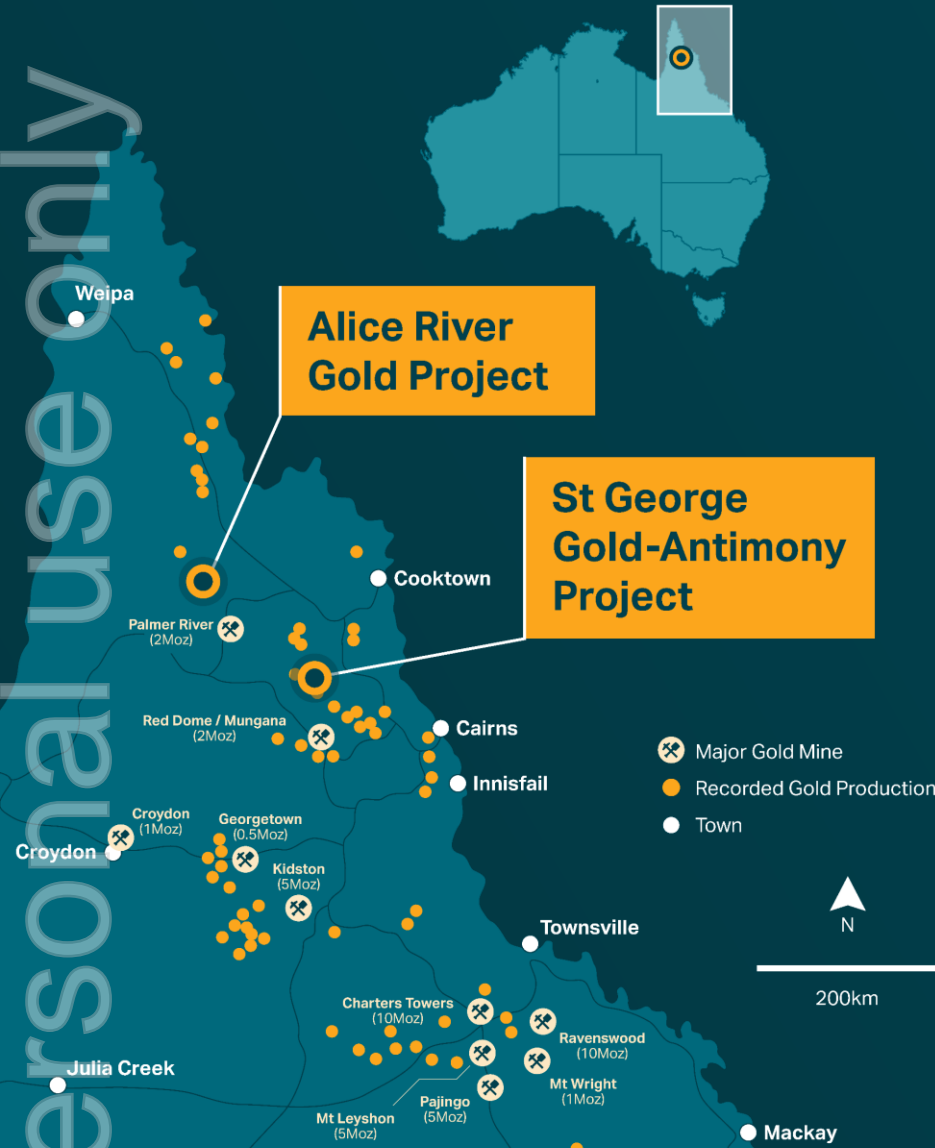 ersonal use only
Weipa
Alice River
Gold Project
St George
Gold-Antimony
Project
Cooktown
Palmer River
(2Moz)
Red Dome / Mungana
(2Moz)
Cairns
Innisfail
Major Gold Mine
Recorded Gold Production
Town
Croydon
(1Moz)
Croydon
Georgetown
(0.5Moz)
Kidston
(5Moz)
N
200km
Townsville
Charters Towers
(10Moz)
Ravenswood
(10Moz)
Mt Wright
(1Moz)
Julia Creek
Pajingo
(5Moz)
Mt Leyshon
(5Moz)
Mackay